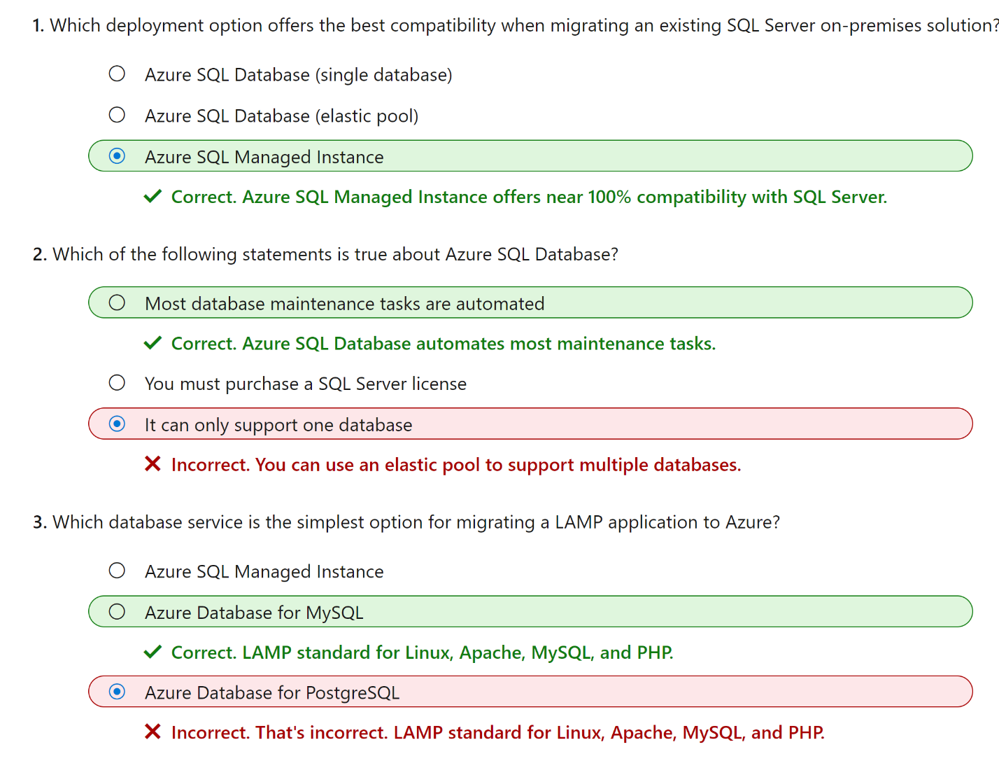 1. Which deployment option offers the best compatibility when migrating an existing SQL Server on-premises solution?
Azure SQL Database (single database)
Azure SQL Database (elastic pool)
Azure SQL Managed Instance
Correct. Azure SQL Managed Instance offers near 100% compatibility with SQL Server.
2. Which of the following statements is true about Azure SQL Database?
Most database maintenance tasks are automated
Correct. Azure SQL Database automates most maintenance tasks.
You must purchase a SQL Server license
It can only support one database
Incorrect. You can use an elastic pool to support multiple databases.
3. Which database service is the simplest option for migrating a LAMP application to Azure?
Azure SQL Managed Instance
Azure Database for MySQL
Correct. LAMP standard for Linux, Apache, MySQL, and PHP.
Azure Database for PostgreSQL
Incorrect. That's incorrect. LAMP standard for Linux, Apache, MySQL, and PHP.